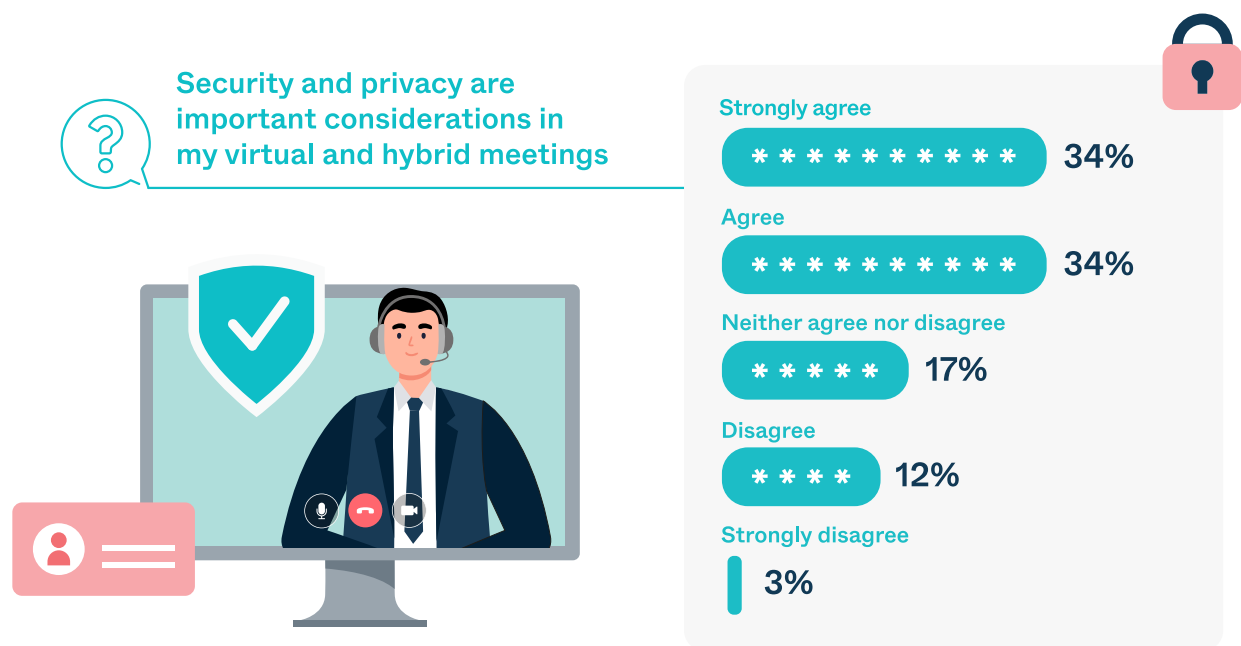 Security and privacy are
important considerations in
my virtual and hybrid meetings
Strongly agree
* * * * * * * * * * 34%
Agree
* * * * * * * * * * 34%
Neither agree nor disagree
* * * * * 17%
Disagree
* * * * 12%
Strongly disagree
3%